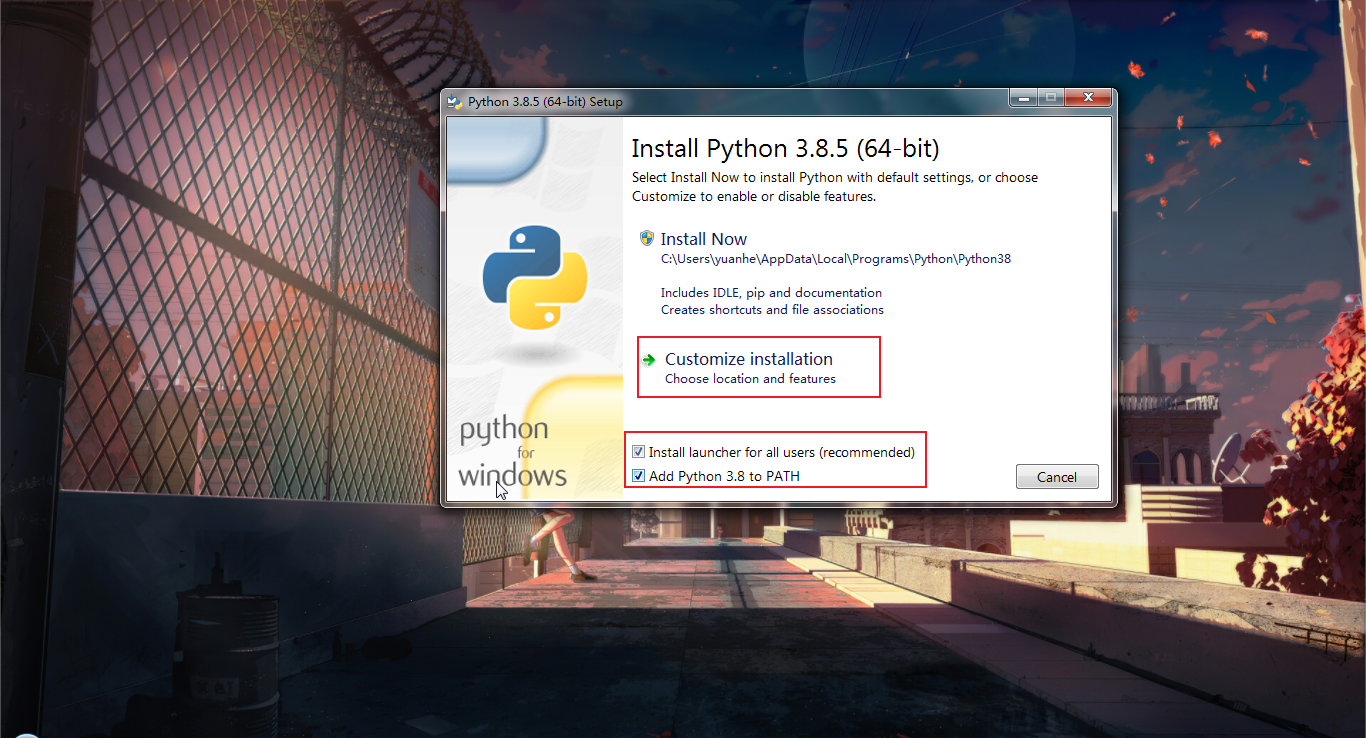 Python 3.8.5 (64-bit) Setup
Install Python 3.8.5 (64-bit)
Select Install Now to install Python with default settings, or choose
Customize to enable or disable features.
Install Now
C:\Users\yuanhe\AppData\Local\Programs\Python\Python38
Includes IDLE, pip and documentation
Creates shortcuts and file associations
Customize installation
Choose location and features
python
for
windows
Install launcher for all users (recommended)
Add Python 3.8 to PATH
Cancel